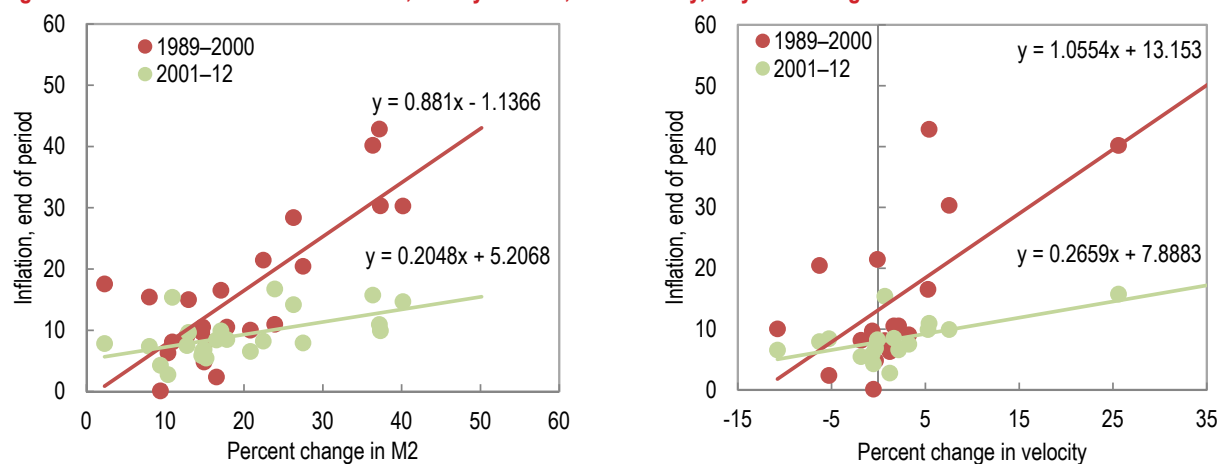 1989–2000
2001–12
y = 0.881x - 1.1366
y = 0.2048x + 5.2068
Inflation, end of period
60
50
40
30
20
10
0
0 10 20 30 40 50 60
Percent change in M2
1989–2000
2001–12
y = 1.0554x + 13.153
y = 0.2659x + 7.8883
Inflation, end of period
60
50
40
30
20
10
0
-15 -5 5 15 25 35
Percent change in velocity